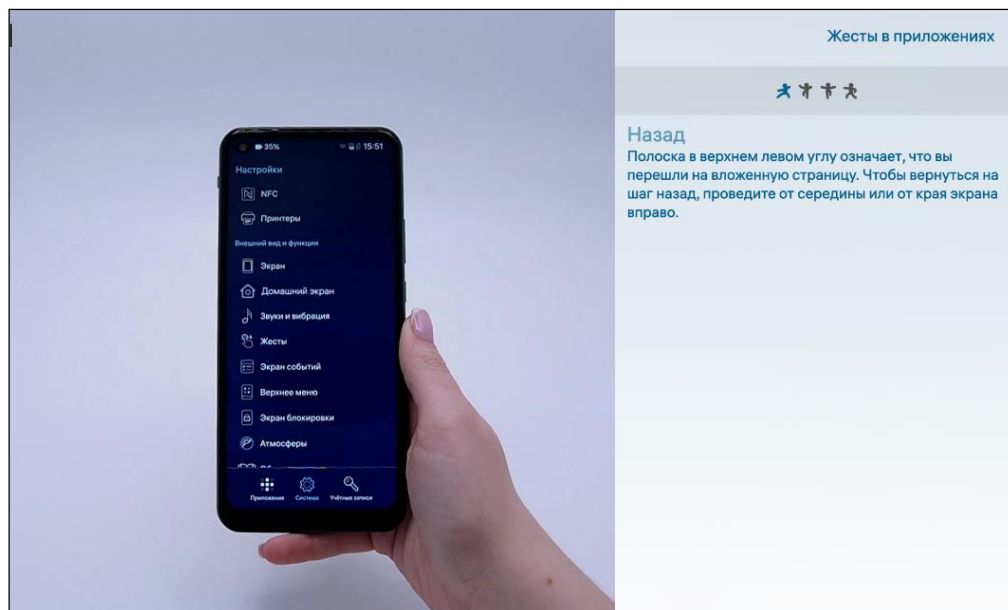 35% 15:51
Настройки
NFC
Принтеры
Внешний вид и функции
Экран
Домашний экран
Звуки и вибрация
Жесты
Экран событий
Верхнее меню
Экран блокировки
Атмосферы
Приложения Система Учётные записи
Жесты в приложениях
Назад
Полоска в верхнем левом углу означает, что вы
перешли на вложенную страницу. Чтобы вернуться на
шаг назад, проведите от середины или от края экрана
вправо.